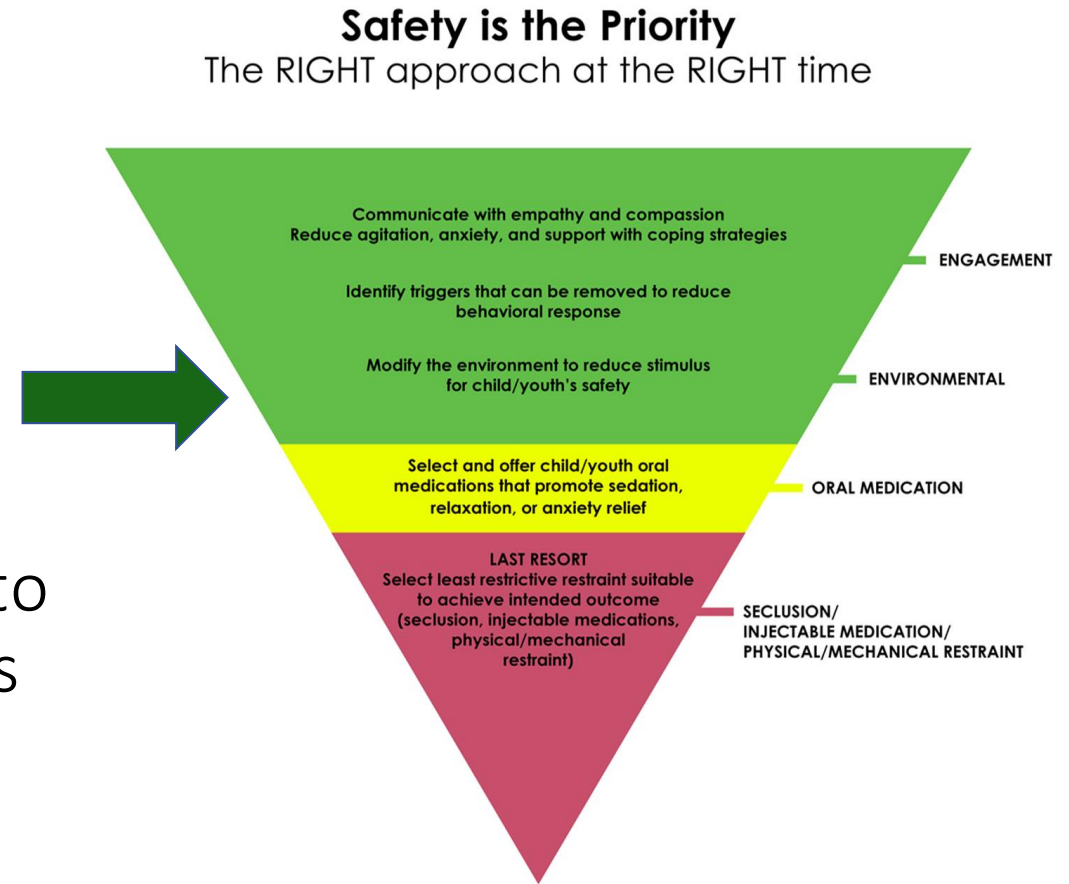 Safety is the Priority
The RIGHT approach at the RIGHT time
Communicate with empathy and compassion
Reduce agitation, anxiety, and support with coping strategies
ENGAGEMENT
Identify triggers that can be removed to reduce
behavioral response
Modify the environment to reduce stimulus
for child/youth's safety
ENVIRONMENTAL
Select and offer child/youth oral
medications that promote sedation,
relaxation, or anxiety relief
ORAL MEDICATION
LAST RESORT
Select least restrictive restraint suitable
to achieve intended outcome
(seclusion, injectable medications,
physical/mechanical
restraint)
SECLUSION/
INJECTABLE MEDICATION/
PHYSICAL/MECHANICAL RESTRAINT
to
s